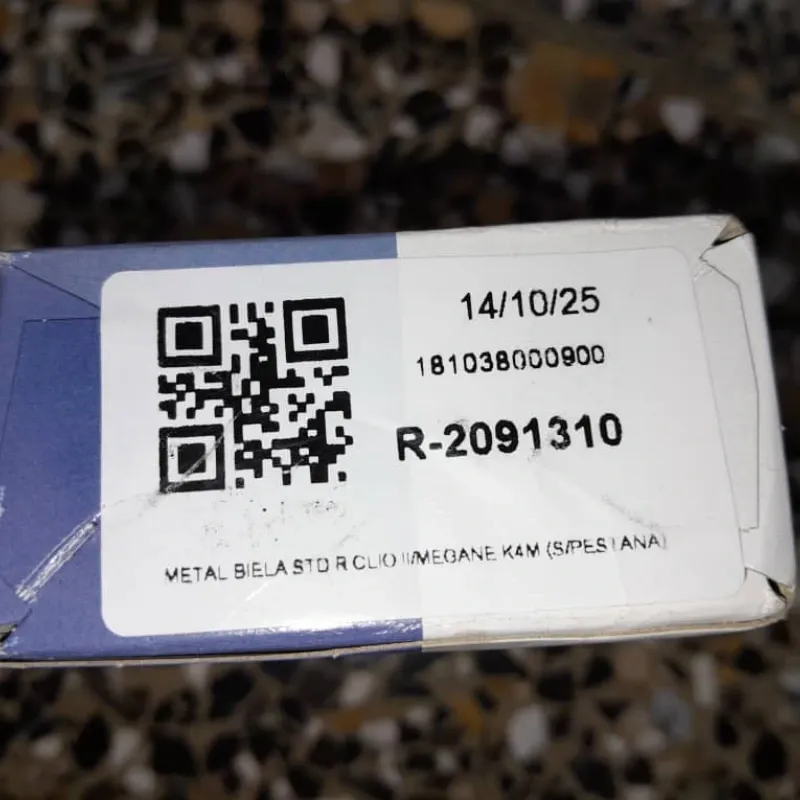 14/10/25
181038000900
R-2091310
METAL BIELA STD R CLIO II/MEGANE K4M (S/PESTANA)